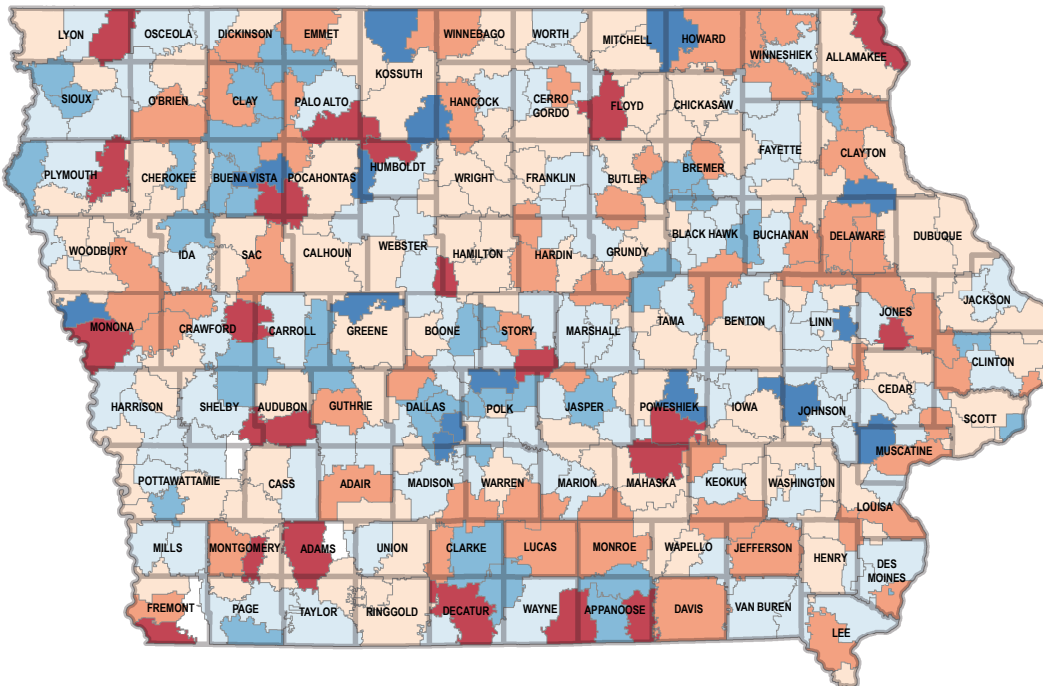 LYON
OSCEOLA
DICKINSON
EMMET
WINNEBAGO
WORTH
MITCHELL
HOWARD
WINNESHIEK
ALLAMAKEE
KOSSUTH
SIOUX
O'BRIEN
CLAY
PALO ALTO
HANCOCK
CERRO
GORDO
FLOYD
CHICKASAW
FAYETTE
CLAYTON
PLYMOUTH
CHEROKEE
BUENA VISTA
POCAHONTAS
HUMBOLDT
WRIGHT
FRANKLIN
BUTLER
BREMER
WOODBURY
IDA
SAC
CALHOUN
WEBSTER
HAMILTON
HARDIN
GRUNDY
BLACK HAWK
BUCHANAN
DELAWARE
DUBUQUE
MONONA
CRAWFORD
CARROLL
GREENE
BOONE
STORY
MARSHALL
TAMA
BENTON
LINN
JONES
JACKSON
CLINTON
HARRISON
SHELBY
AUDUBON
GUTHRIE
DALLAS
POLK
JASPER
POWESHIEK
IOWA
JOHNSON
CEDAR
SCOTT
MUSCATINE
POTTAWATTAMIE
CASS
ADAIR
MADISON
WARREN
MARION
MAHASKA
KEOKUK
WASHINGTON
LOUISA
MILLS
MONTGOMERY
ADAMS
UNION
CLARKE
LUCAS
MONROE
WAPELLO
JEFFERSON
HENRY
DES
MOINES
FREMONT
PAGE
TAYLOR
RINGGOLD
DECATUR
WAYNE
APPANOOSE
DAVIS
VAN BUREN
LEE